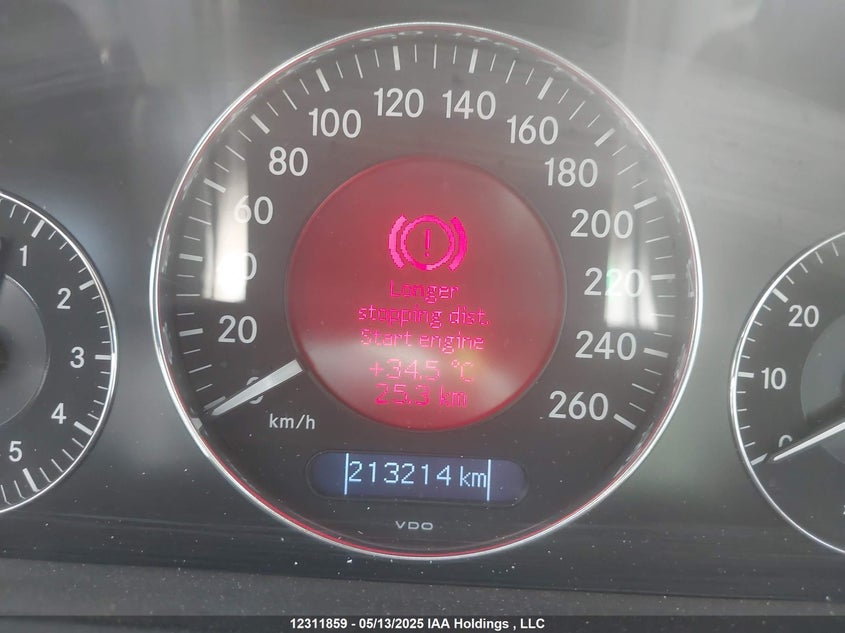 120 140
100 160
80 180
60 200
220
20 240
260
km/h
!
Longer
stopping dist.
Start engine
+34.5 °C
25.3 km
213214 km
VDO
1
2
3
4
5
20
10
12311859 - 05/13/2025 IAA Holdings , LLC